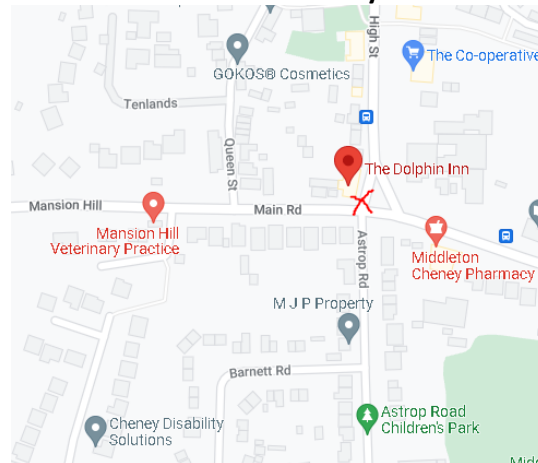 High St
The Co-operative
GOKOS® Cosmetics
Tenlands
Queen St
The Dolphin Inn
Mansion Hill
Main Rd
Mansion Hill
Veterinary Practice
Astrop Rd
Middleton
Cheney Pharmacy
M J P Property
Barnett Rd
Cheney Disability
Solutions
Astrop Road
Children's Park